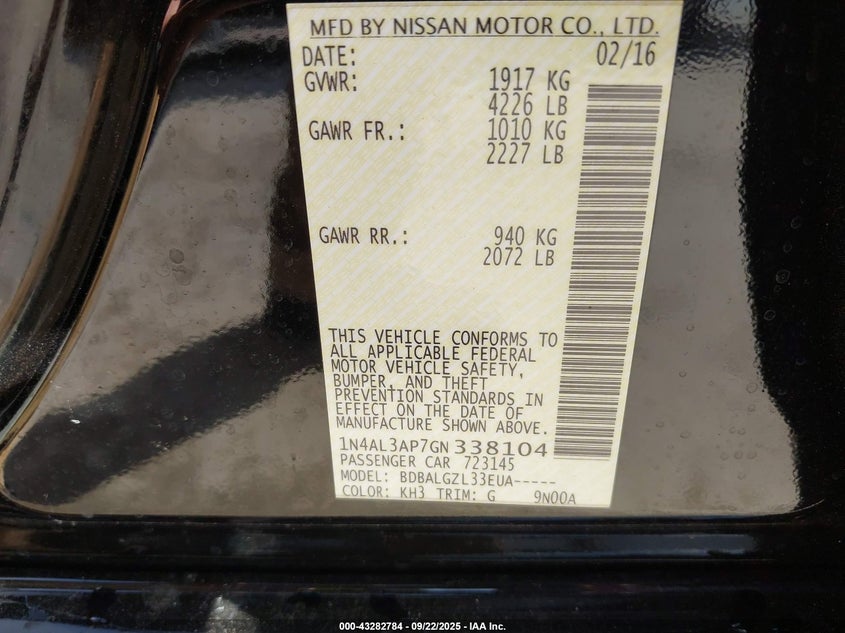 MFD BY NISSAN MOTOR CO., LTD.
DATE: 02/16
GVWR: 1917 KG
4226 LB
GAWR FR.: 1010 KG
2227 LB
GAWR RR.: 940 KG
2072 LB
THIS VEHICLE CONFORMS TO
ALL APPLICABLE FEDERAL
MOTOR VEHICLE SAFETY,
BUMPER, AND THEFT
PREVENTION STANDARDS IN
EFFECT ON THE DATE OF
MANUFACTURE SHOWN ABOVE.
1N4AL3AP7GN338104
PASSENGER CAR 723145
MODEL: BDBALGZL33EUA-----
COLOR: KH3 TRIM: G 9N00A
000-43282784 - 09/22/2025 - IAA Inc.